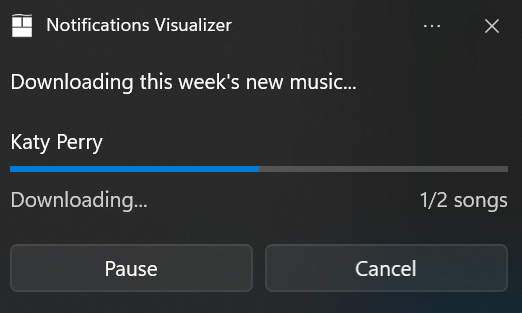 Notifications Visualizer
Downloading this week's new music...
Katy Perry
Downloading... 1/2 songs
Pause Cancel